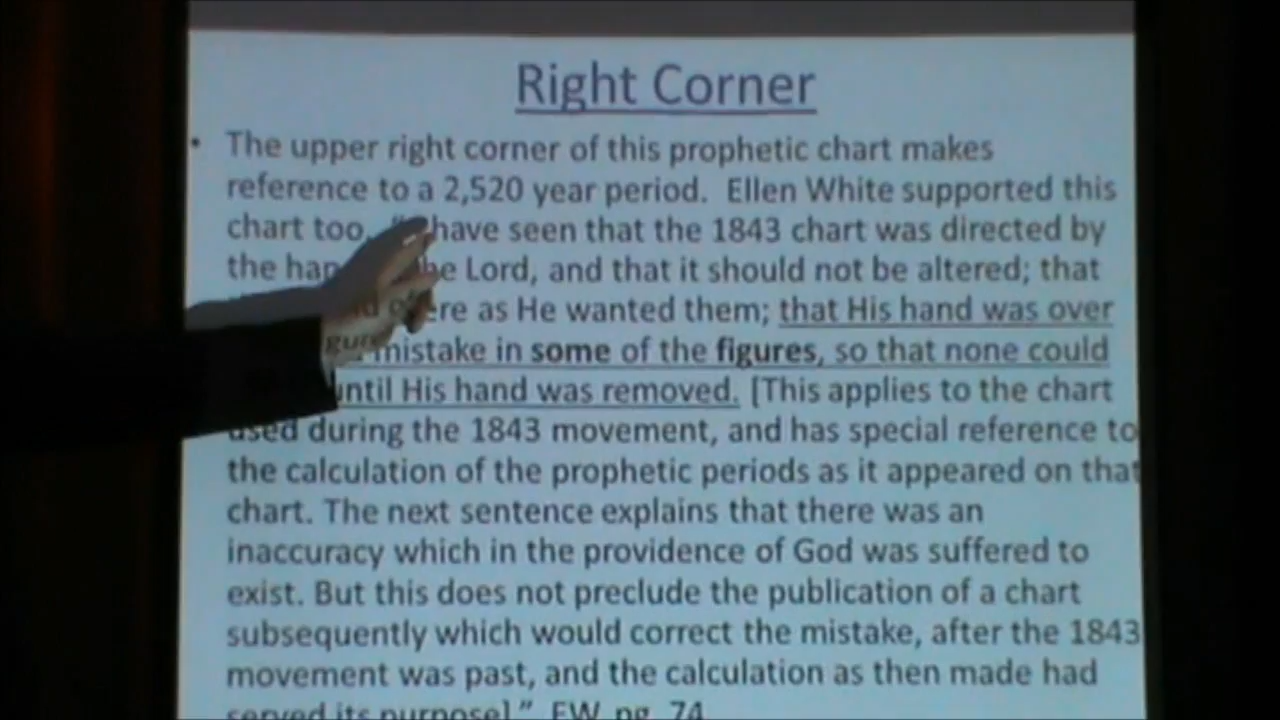 Right Corner
• The upper right corner of this prophetic chart makes
reference to a 2,520 year period. Ellen White supported this
chart too. have seen that the 1843 chart was directed by
the Lord, and that it should not be altered; that
as He wanted them; that His hand was over
mistake in some of the figures, so that none could
until His hand was removed. [This applies to the chart
used during the 1843 movement, and has special reference to
the calculation of the prophetic periods as it appeared on that
chart. The next sentence explains that there was an
inaccuracy which in the providence of God was suffered to
exist. But this does not preclude the publication of a chart
subsequently which would correct the mistake, after the 1843
movement was past, and the calculation as then made had
served its purpose]." EW, pg. 74